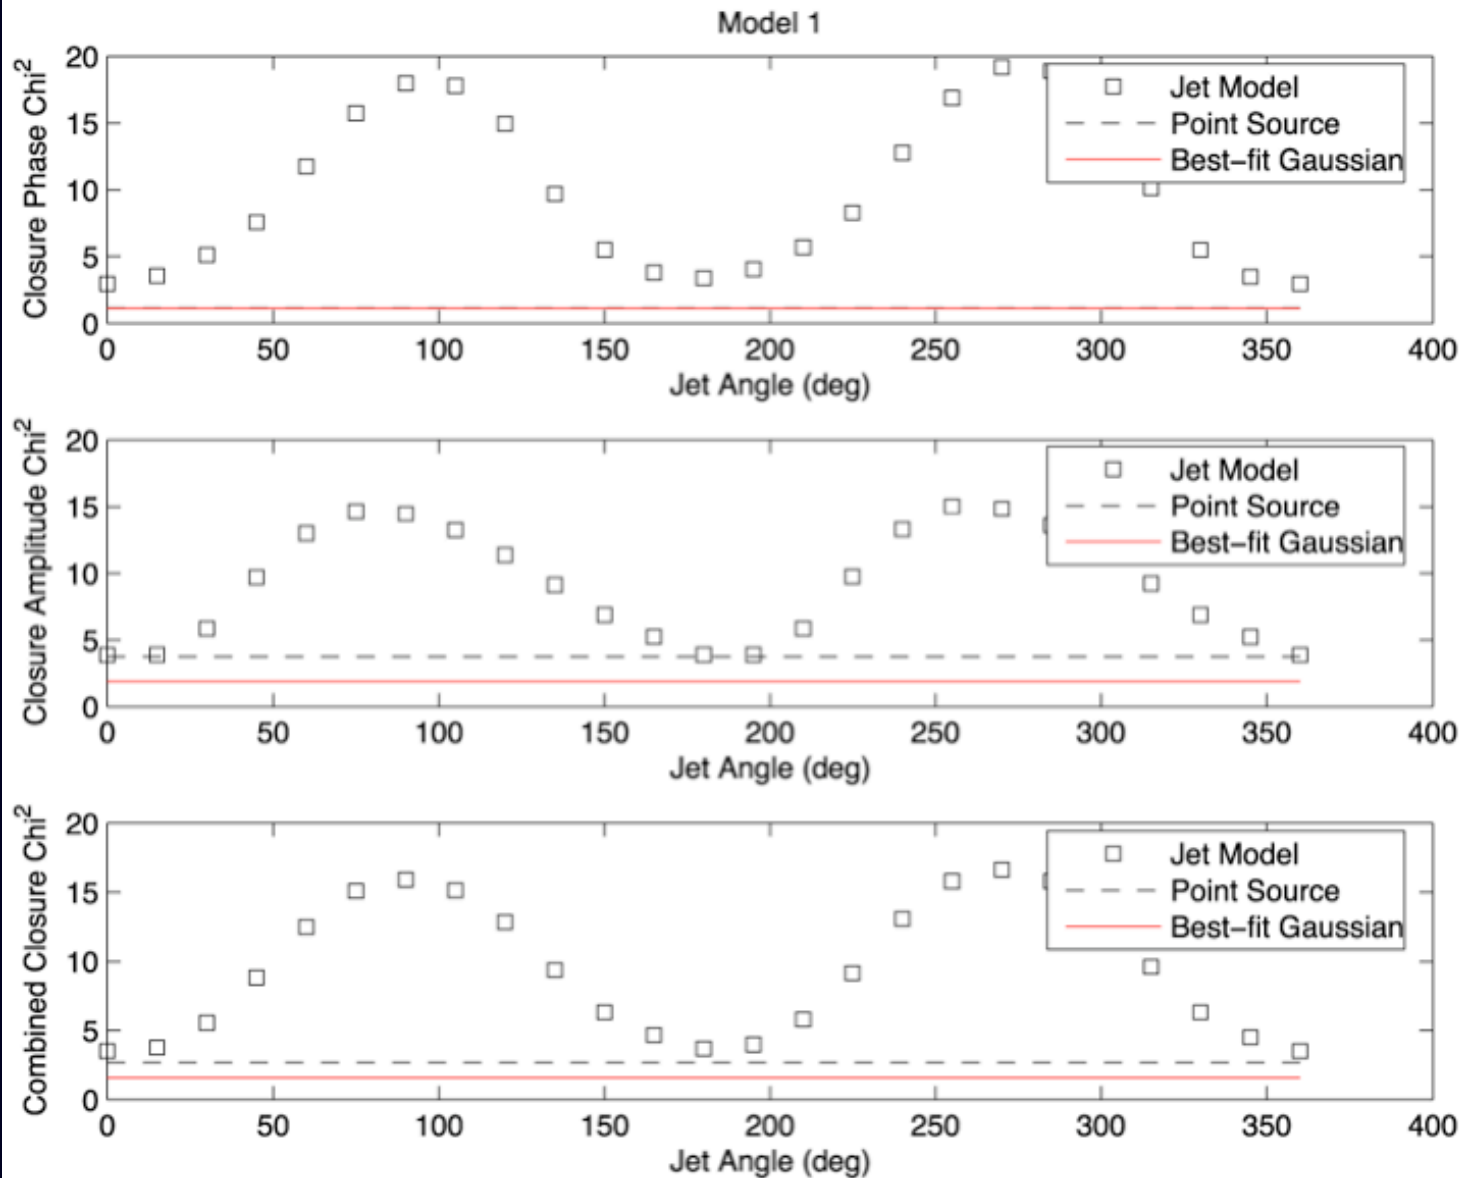 Model 1
Closure Phase Chi²
20
15
10
5
0
Jet Model
Point Source
Best-fit Gaussian
0 50 100 150 200 250 300 350 400
Jet Angle (deg)
Closure Amplitude Chi²
20
15
10
5
0
Jet Model
Point Source
Best-fit Gaussian
0 50 100 150 200 250 300 350 400
Jet Angle (deg)
Combined Closure Chi²
20
15
10
5
0
Jet Model
Point Source
Best-fit Gaussian
0 50 100 150 200 250 300 350 400
Jet Angle (deg)